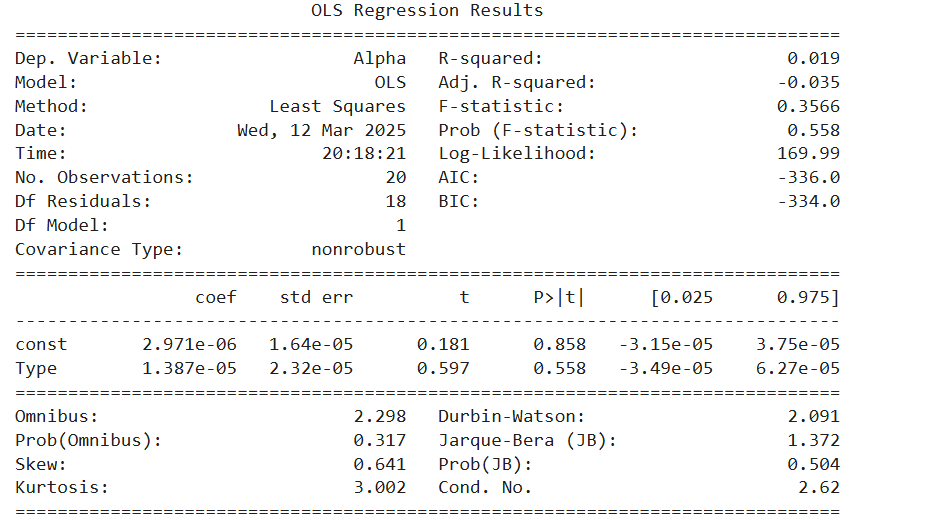 OLS Regression Results
==============================================================================
Dep. Variable:                  Alpha   R-squared:                       0.019
Model:                            OLS   Adj. R-squared:                 -0.035
Method:                 Least Squares   F-statistic:                    0.3566
Date:                Wed, 12 Mar 2025   Prob (F-statistic):              0.558
Time:                        20:18:21   Log-Likelihood:                 169.99
No. Observations:                  20   AIC:                            -336.0
Df Residuals:                      18   BIC:                            -334.0
Df Model:                           1
Covariance Type:            nonrobust
==============================================================================
                 coef    std err          t      P>|t|      [0.025      0.975]
------------------------------------------------------------------------------
const       2.971e-06   1.64e-05      0.181      0.858   -3.15e-05    3.75e-05
Type        1.387e-05   2.32e-05      0.597      0.558   -3.49e-05    6.27e-05
==============================================================================
Omnibus:                        2.298   Durbin-Watson:                   2.091
Prob(Omnibus):                  0.317   Jarque-Bera (JB):                1.372
Skew:                           0.641   Prob(JB):                        0.504
Kurtosis:                       3.002   Cond. No.                         2.62
==============================================================================